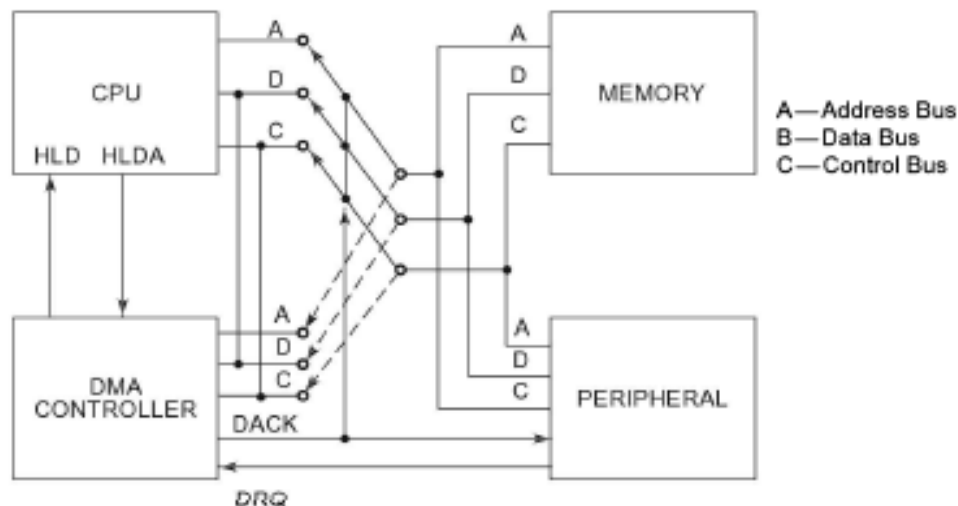 A
D
C
CPU
HLD HLDA
A
D
C
MEMORY
A—Address Bus
B—Data Bus
C—Control Bus
A
D
C
DMA
CONTROLLER
DACK
DRQ
A
D
C
PERIPHERAL